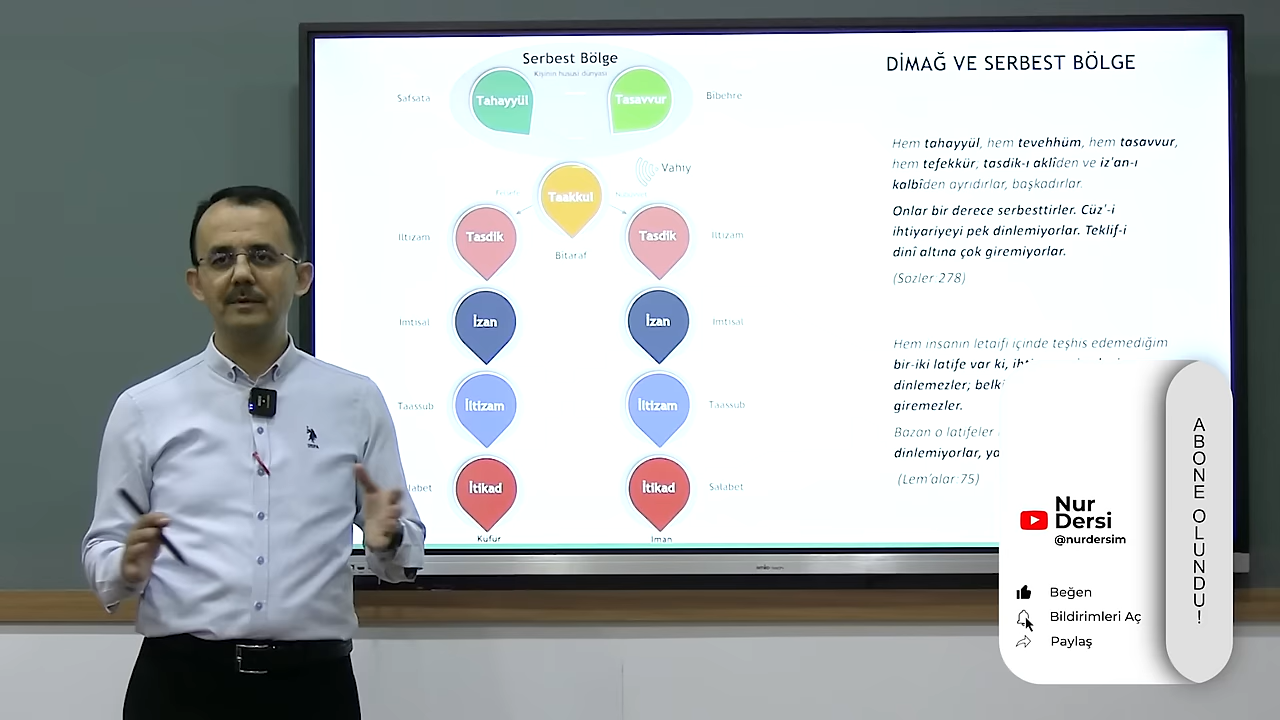 Serbest Bölge
Kişinin hususi dünyası
Safsata
Tahayyül
Tasavvur
Bibehre
Vahiy
Taakkul
Bitaraf
İltizam
Tasdik
Tasdik
İltizam
İmtisal
İzan
İzan
İmtisal
Taassub
İltizam
İltizam
Taassub
İtikad
İtikad
Salabet
Küfür
İman
DİMAĞ VE SERBEST BÖLGE
Hem tahayyül, hem tevehhüm, hem tasavvur,
hem tefekkür, tasdik-ı aklîden ve iz'an-ı
kalbîden ayrıdırlar, başkadırlar.
Onlar bir derece serbesttirler. Cüz'-i
ihtiyariyeyi pek dinlemiyorlar. Teklif-i
dinî altına çok giremiyorlar.
(Sözler 278)
Hem insanın letaifi içinde teşhis edemediğim
bir-iki latife var ki,
dinlemezler;
giremezler.
Bazan o latifeler
dinlemiyorlar,
(Lem'alar 75)
Nur
Dersi
@nurdersim
Beğen
Bildirimleri Aç
Paylaş
ABONE OLUNDU!